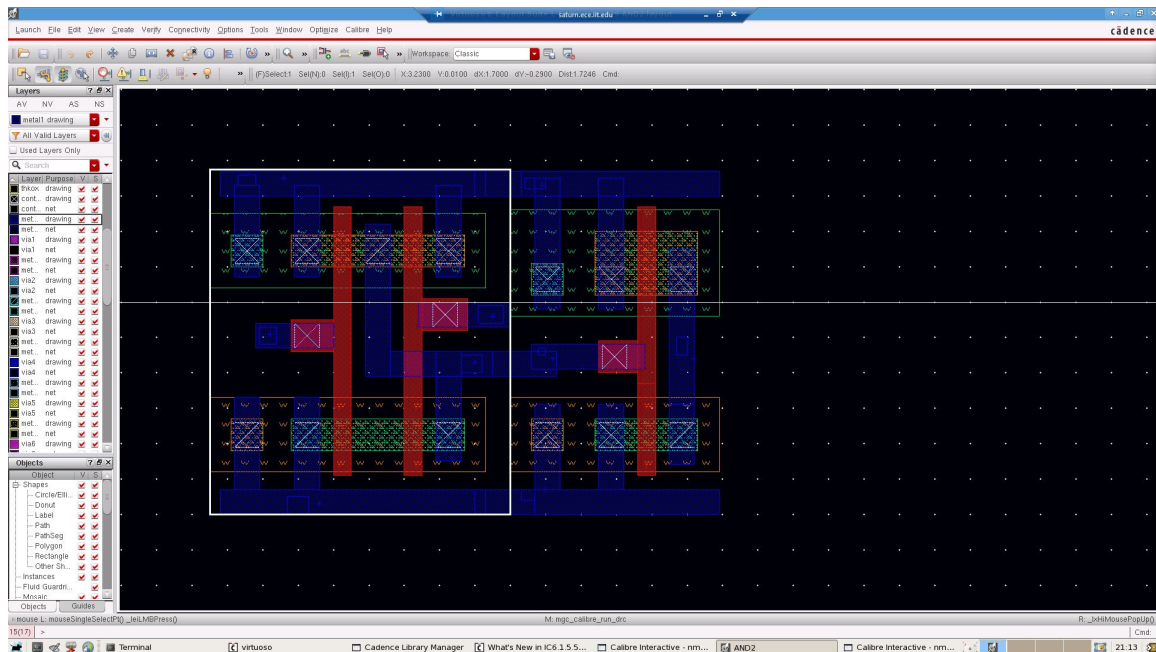 saturn.ece.iit.edu
Launch File Edit View Create Verify Connectivity Options Tools Window Optimize Calibre Help
cādence
Workspace: Classic
(F)Select:1 Sel(N):0 Sel(I):1 Sel(O):0 X:3.2300 Y:0.0100 dX:1.7000 dY:-0.2900 Dist:1.7246 Cmd:
Layers
AV NV AS NS
metal1 drawing
All Valid Layers
Used Layers Only
Search
Layer Purpose V S
thkox drawing
cont... drawing
cont... net
met... drawing
met... net
via1 drawing
via1 net
met... drawing
met... net
via2 drawing
via2 net
met... drawing
met... net
via3 drawing
via3 net
met... drawing
met... net
via4 drawing
via4 net
met... drawing
met... net
via5 drawing
via5 net
met... drawing
met... net
via6 drawing
Objects
Object V S
Shapes
Circle/Elli...
Donut
Label
Path
PathSeg
Polygon
Rectangle
Other Sh...
Instances
Fluid Guardri...
Mosaic
Objects Guides
mouse L: mouseSingleSelectPt() _leiLMBPress()
M: mgc_calibre_run_drc
R: _lxHiMousePopUp()
15(17) >
Cmd:
Terminal
virtuoso
Cadence Library Manager
What's New in IC6.1.5.5...
Calibre Interactive - nm...
AND2
Calibre Interactive - nm...
21:13